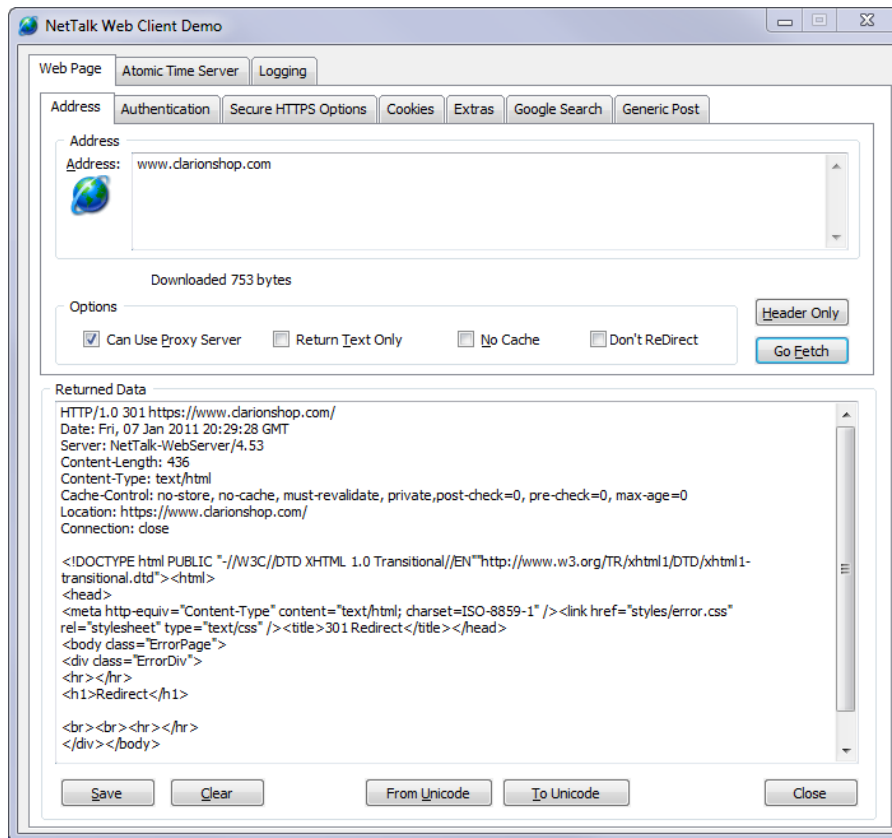 NetTalk Web Client Demo
Web Page Atomic Time Server Logging
Address Authentication Secure HTTPS Options Cookies Extras Google Search Generic Post
Address
Address: www.clarionshop.com
Downloaded 753 bytes
Options
Can Use Proxy Server Return Text Only No Cache Don't ReDirect
Header Only
Go Fetch
Returned Data
HTTP/1.0 301 https://www.clarionshop.com/
Date: Fri, 07 Jan 2011 20:29:28 GMT
Server: NetTalk-WebServer/4.53
Content-Length: 436
Content-Type: text/html
Cache-Control: no-store, no-cache, must-revalidate, private,post-check=0, pre-check=0, max-age=0
Location: https://www.clarionshop.com/
Connection: close
<!DOCTYPE html PUBLIC "-//W3C//DTD XHTML 1.0 Transitional//EN""http://www.w3.org/TR/xhtml1/DTD/xhtml1-
transitional.dtd"><html>
<head>
<meta http-equiv="Content-Type" content="text/html; charset=ISO-8859-1" /><link href="styles/error.css"
rel="stylesheet" type="text/css" /><title>301 Redirect</title></head>
<body class="ErrorPage">
<div class="ErrorDiv">
<hr></hr>
<h1>Redirect</h1>
<br><br><hr></hr>
</div></body>
Save Clear From Unicode To Unicode Close